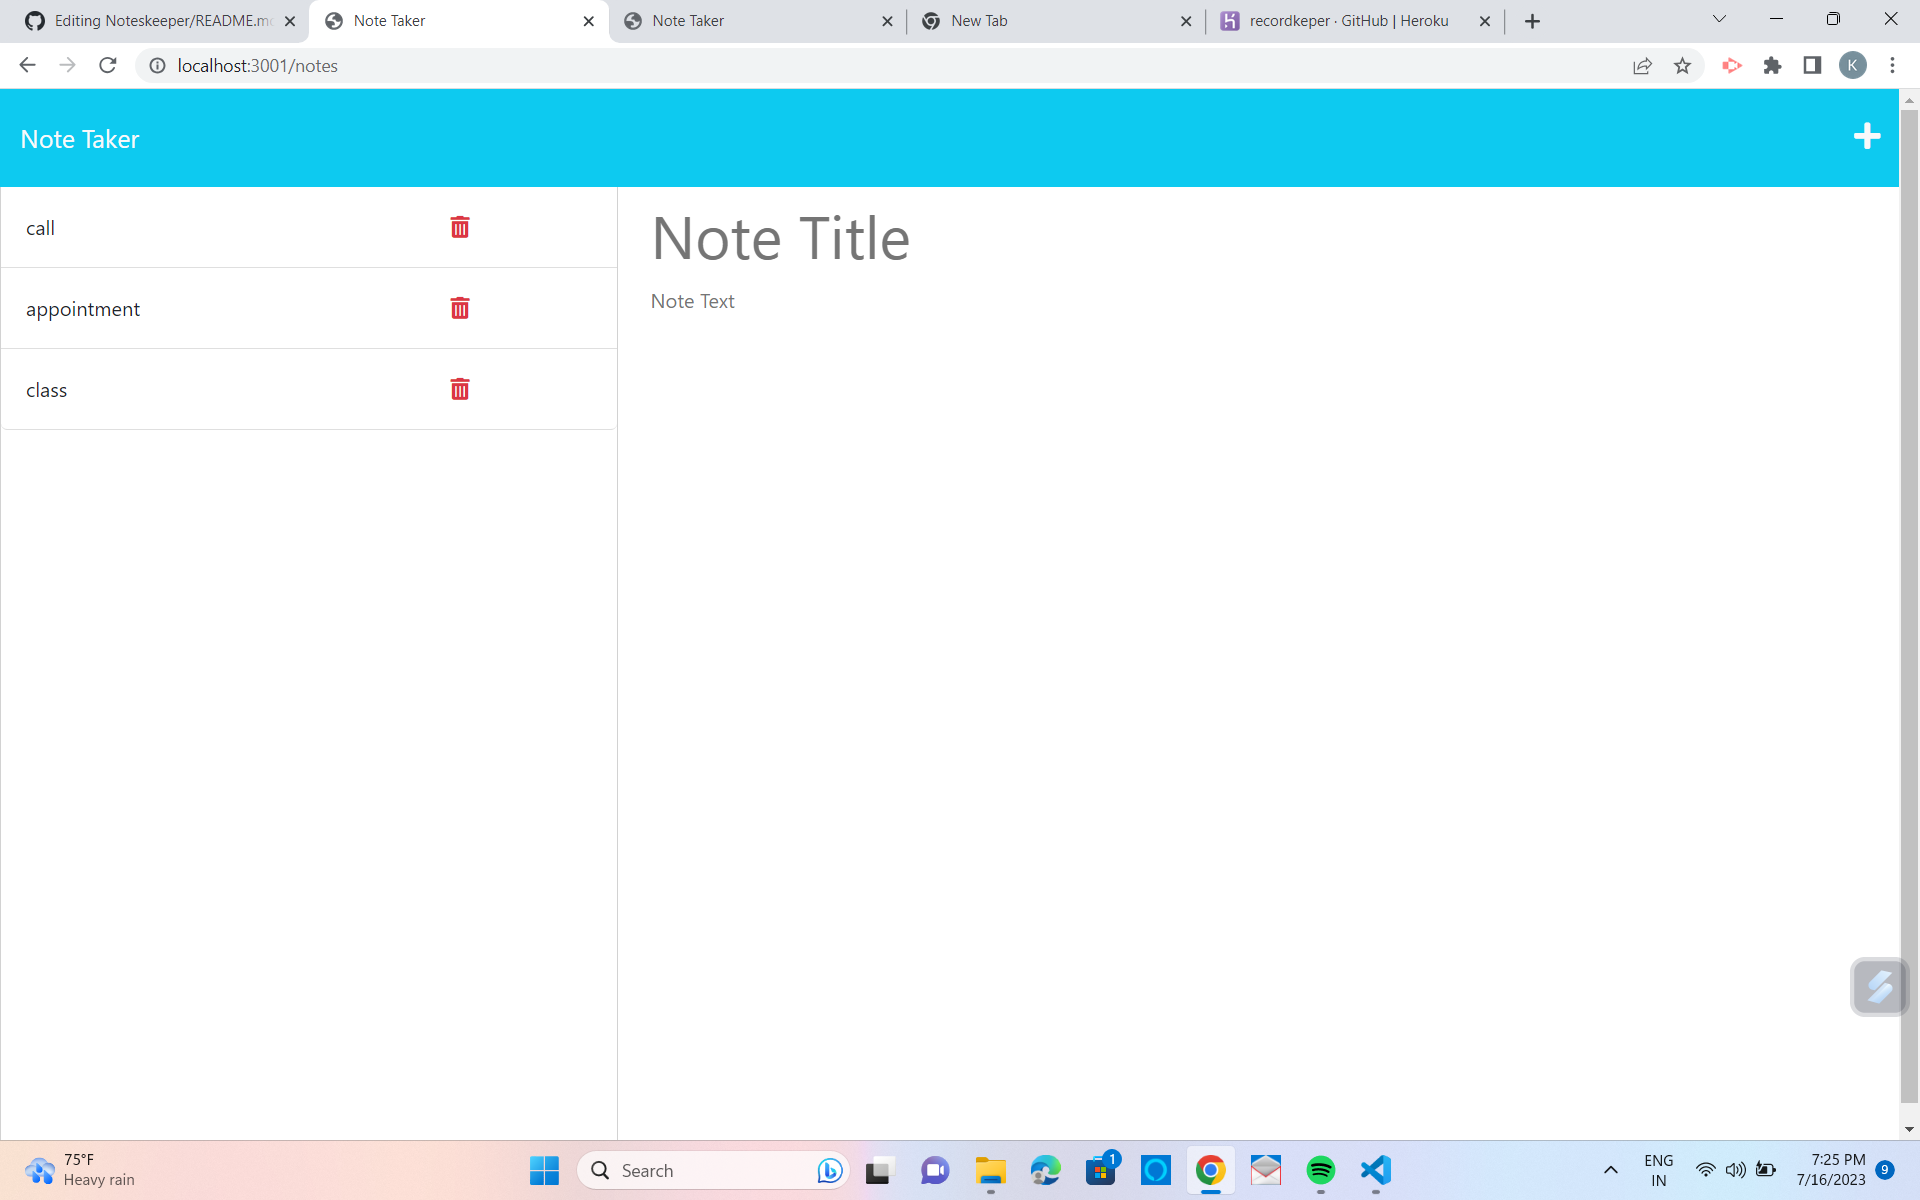 Editing Noteskeeper/README.md
Note Taker
Note Taker
New Tab
recordkeper · GitHub | Heroku
localhost:3001/notes
K
Note Taker
call
appointment
class
Note Title
Note Text
75°F
Heavy rain
Search
1
ENG
IN
7:25 PM
7/16/2023
9